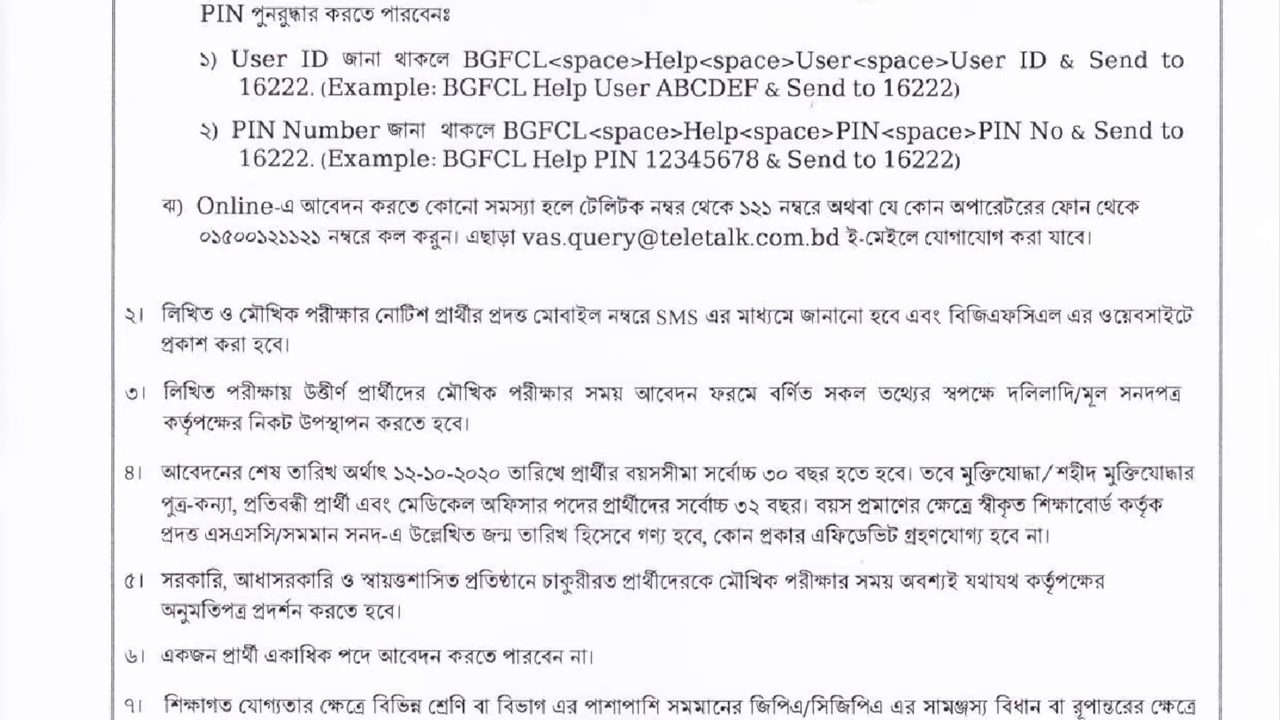 PIN পুনরুদ্ধার করতে পারবেনঃ
১) User ID জানা থাকলে BGFCL<space>Help<space>User<space>User ID & Send to
16222. (Example: BGFCL Help User ABCDEF & Send to 16222)
২) PIN Number জানা থাকলে BGFCL<space>Help<space>PIN<space>PIN No & Send to
16222. (Example: BGFCL Help PIN 12345678 & Send to 16222)
ঝ) Online-এ আবেদন করতে কোনো সমস্যা হলে টেলিটক নম্বর থেকে ১২১ নম্বরে অথবা যে কোন অপারেটরের ফোন থেকে
০১৫০০১২১১২১ নম্বরে কল করুন। এছাড়া vas.query@teletalk.com.bd ই-মেইলে যোগাযোগ করা যাবে।
২। লিখিত ও মৌখিক পরীক্ষার নোটিশ প্রার্থীর প্রদত্ত মোবাইল নম্বরে SMS এর মাধ্যমে জানানো হবে এবং বিজিএফসিএল এর ওয়েবসাইটে
প্রকাশ করা হবে।
৩। লিখিত পরীক্ষায় উত্তীর্ণ প্রার্থীদের মৌখিক পরীক্ষার সময় আবেদন ফরমে বর্ণিত সকল তথ্যের স্বপক্ষে দলিলাদি/মূল সনদপত্র
কর্তৃপক্ষের নিকট উপস্থাপন করতে হবে।
৪। আবেদনের শেষ তারিখ অর্থাৎ ১২-১০-২০২০ তারিখে প্রার্থীর বয়সসীমা সর্বোচ্চ ৩০ বছর হতে হবে। তবে মুক্তিযোদ্ধা/শহীদ মুক্তিযোদ্ধার
পুত্র-কন্যা, প্রতিবন্ধী প্রার্থী এবং মেডিকেল অফিসার পদের প্রার্থীদের সর্বোচ্চ ৩২ বছর। বয়স প্রমাণের ক্ষেত্রে স্বীকৃত শিক্ষাবোর্ড কর্তৃক
প্রদত্ত এসএসসি/সমমান সনদ-এ উল্লেখিত জন্ম তারিখ হিসেবে গণ্য হবে, কোন প্রকার এফিডেভিট গ্রহণযোগ্য হবে না।
৫। সরকারি, আধাসরকারি ও স্বায়ত্তশাসিত প্রতিষ্ঠানে চাকুরীরত প্রার্থীদেরকে মৌখিক পরীক্ষার সময় অবশ্যই যথাযথ কর্তৃপক্ষের
অনুমতিপত্র প্রদর্শন করতে হবে।
৬। একজন প্রার্থী একাধিক পদে আবেদন করতে পারবেন না।
৭। শিক্ষাগত যোগ্যতার ক্ষেত্রে বিভিন্ন শ্রেণি বা বিভাগ এর পাশাপাশি সমমানের জিপিএ/সিজিপিএ এর সামঞ্জস্য বিধান বা রূপান্তরের ক্ষেত্রে